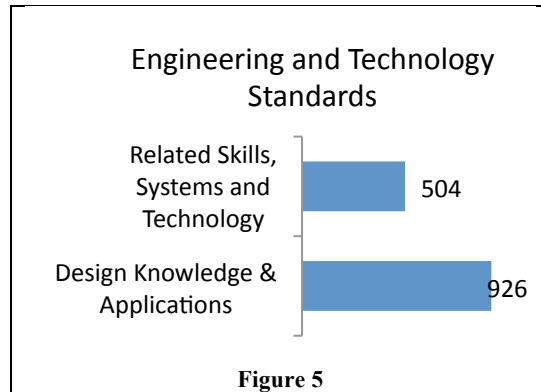 Engineering and Technology
Standards
Related Skills,
Systems and
Technology
504
Design Knowledge &
Applications
926
Figure 5